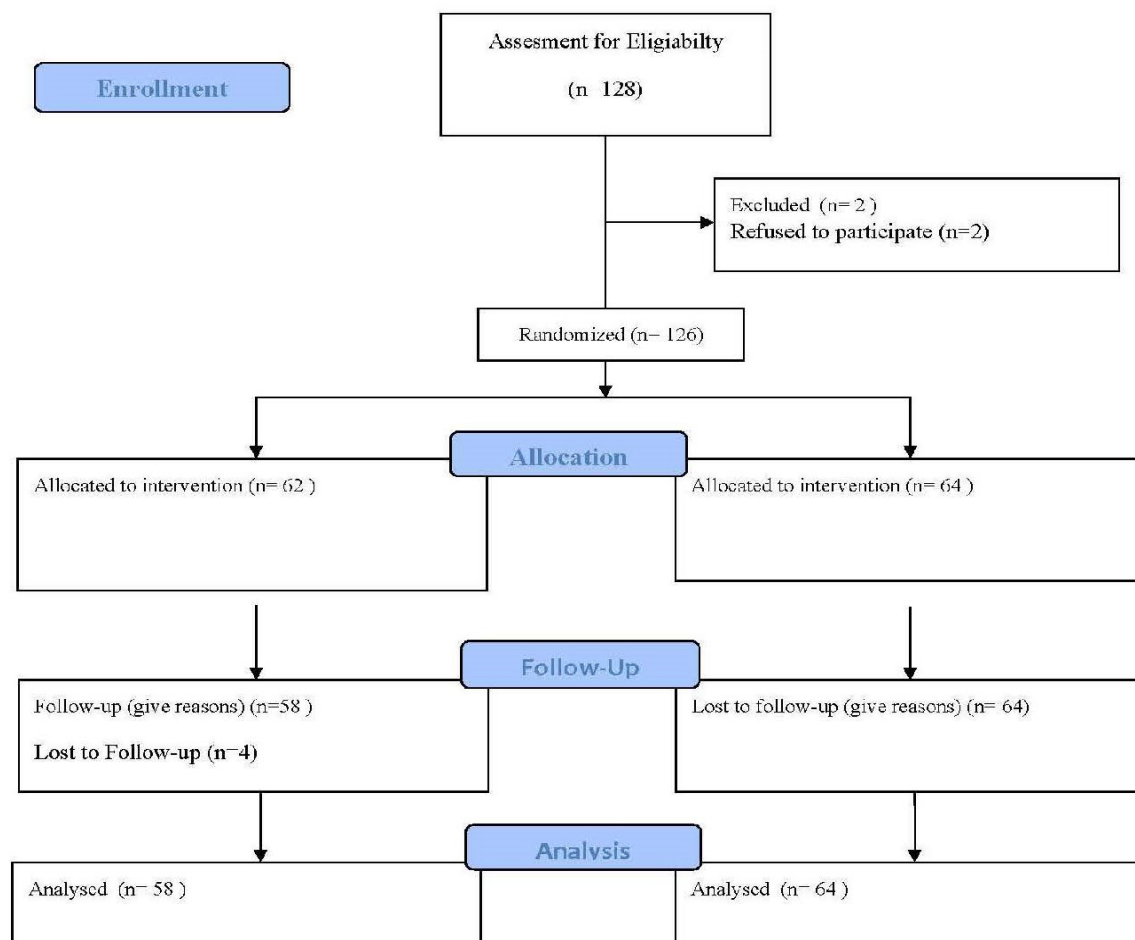 Assesment for Eligiabilty
(n 128)
Enrollment
Excluded (n= 2 )
Refused to participate (n=2)
Randomized (n= 126)
Allocation
Allocated to intervention (n= 62 )
Allocated to intervention (n= 64 )
Follow-Up
Follow-up (give reasons) (n=58 )
Lost to Follow-up (n=4)
Lost to follow-up (give reasons) (n= 64)
Analysis
Analysed (n= 58 )
Analysed (n= 64 )